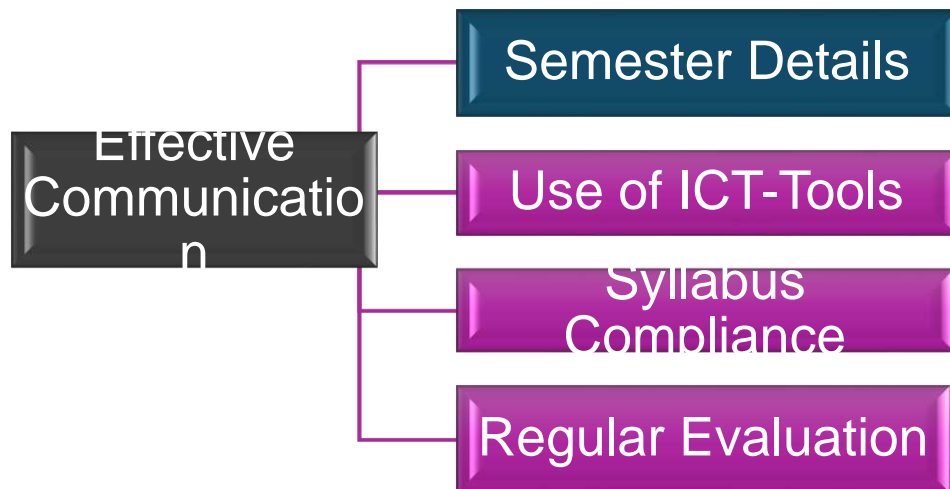 Semester Details
Effective
Communicatio
n
Use of ICT-Tools
Syllabus
Compliance
Regular Evaluation